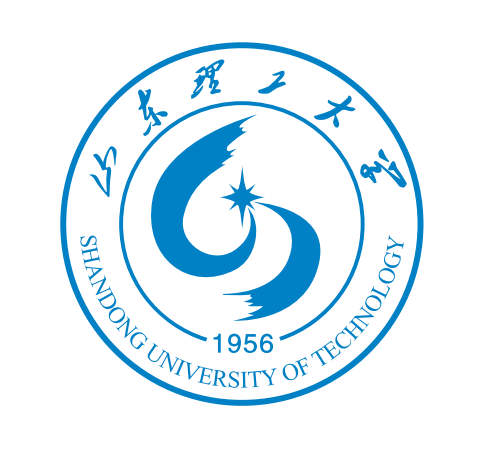 山东理工大学
1956
SHANDONG UNIVERSITY OF TECHNOLOGY